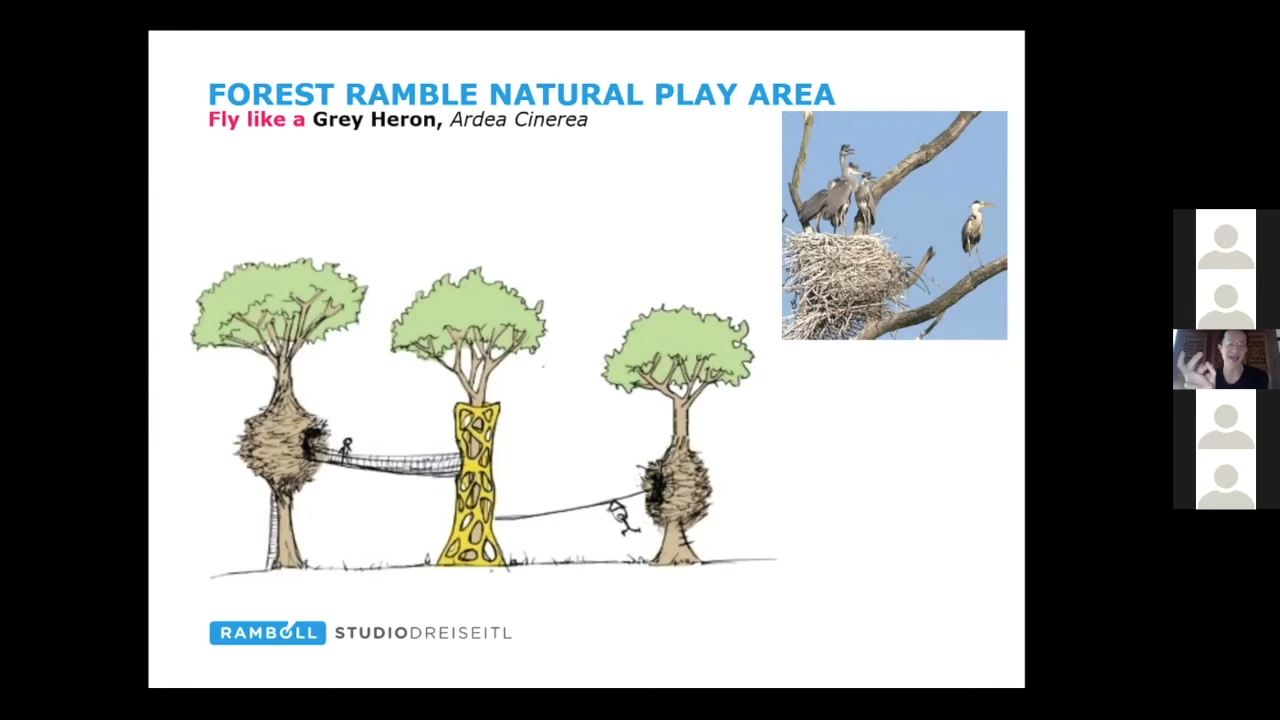 FOREST RAMBLE NATURAL PLAY AREA
Fly like a Grey Heron, Ardea Cinerea
RAMBOLL STUDIODREISEITL